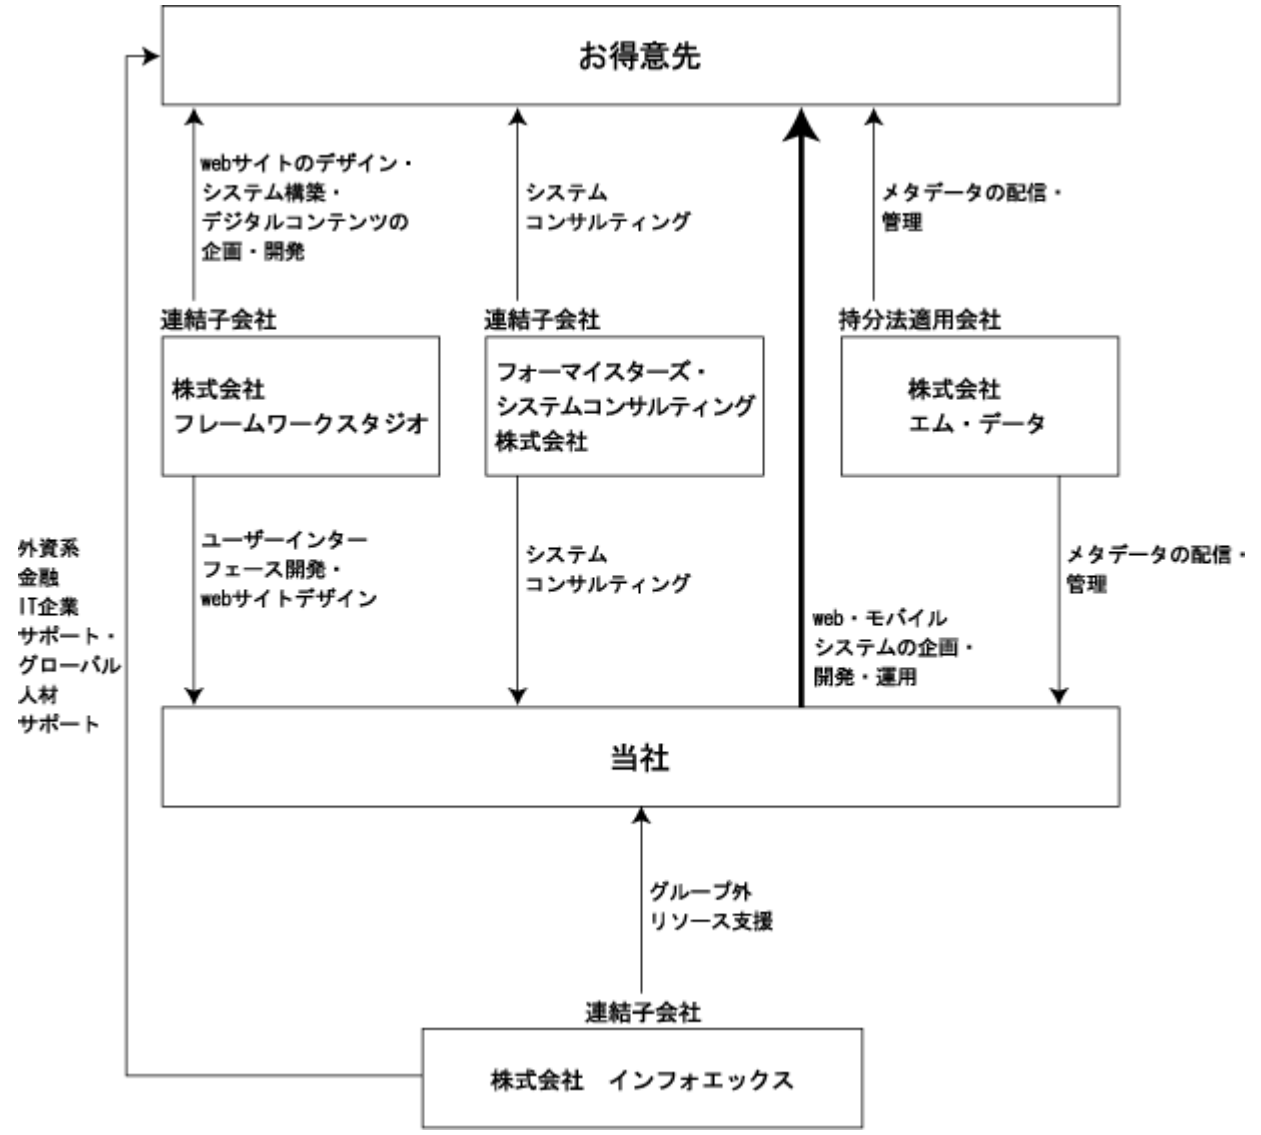 お得意先
webサイトのデザイン・
システム構築・
デジタルコンテンツの
企画・開発
システム
コンサルティング
メタデータの配信・
管理
連結子会社
株式会社
フレームワークスタジオ
連結子会社
フォーマイスターズ・
システムコンサルティング
株式会社
持分法適用会社
株式会社
エム・データ
外資系
金融
IT企業
サポート・
グローバル
人材
サポート
ユーザーインター
フェース開発・
webサイトデザイン
システム
コンサルティング
web・モバイル
システムの企画・
開発・運用
メタデータの配信・
管理
当社
グループ外
リソース支援
連結子会社
株式会社　インフォエックス